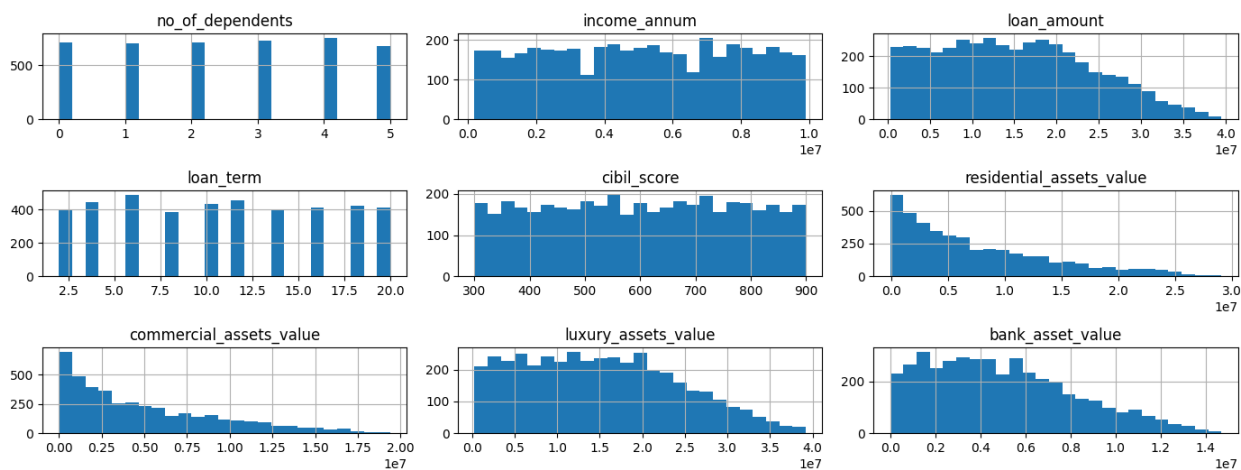 no_of_dependents
500
0
0 1 2 3 4 5
income_annum
200
100
0
0.0 0.2 0.4 0.6 0.8 1.0
1e7
loan_amount
200
100
0
0.0 0.5 1.0 1.5 2.0 2.5 3.0 3.5 4.0
1e7
loan_term
400
200
0
2.5 5.0 7.5 10.0 12.5 15.0 17.5 20.0
cibil_score
200
100
0
300 400 500 600 700 800 900
residential_assets_value
500
250
0
0.0 0.5 1.0 1.5 2.0 2.5 3.0
1e7
commercial_assets_value
500
250
0
0.00 0.25 0.50 0.75 1.00 1.25 1.50 1.75 2.00
1e7
luxury_assets_value
200
100
0
0.0 0.5 1.0 1.5 2.0 2.5 3.0 3.5 4.0
1e7
bank_asset_value
200
0
0.0 0.2 0.4 0.6 0.8 1.0 1.2 1.4
1e7